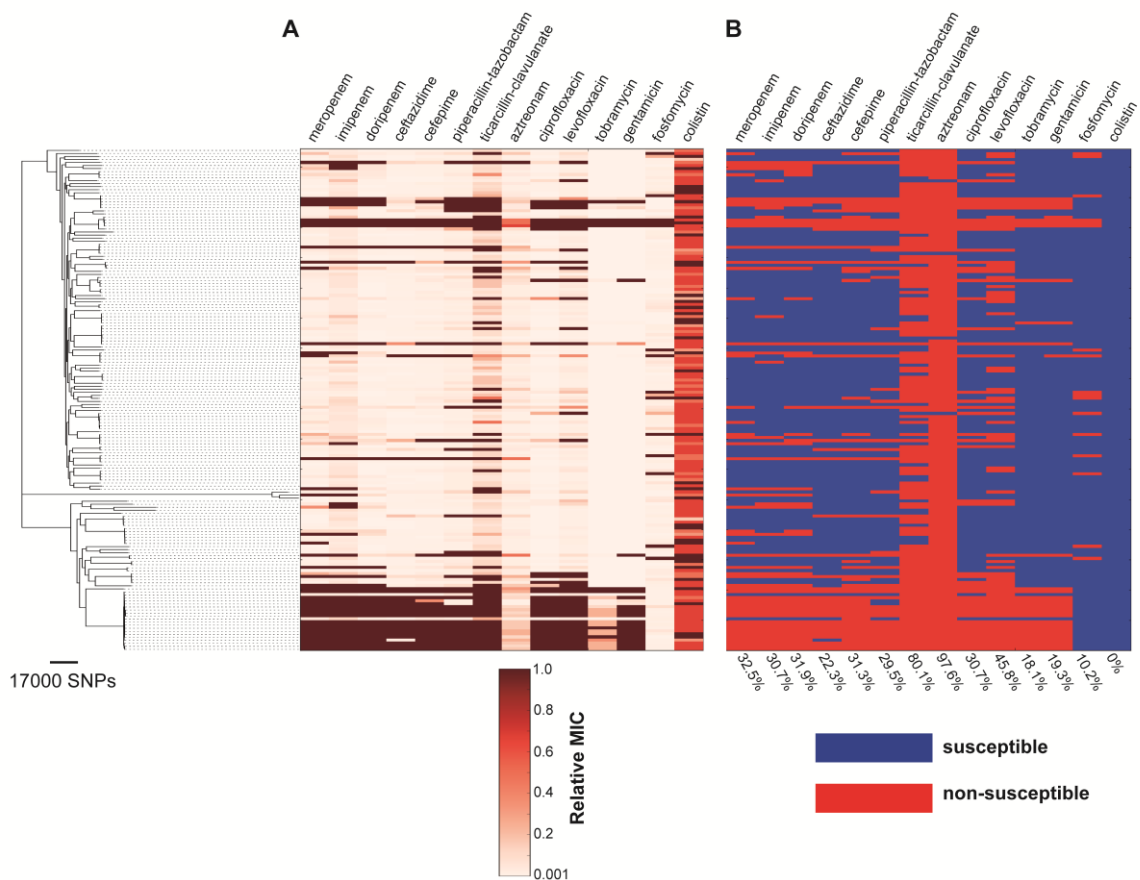 A
B
meropenem
imipenem
doripenem
ceftazidime
cefepime
piperacillin-tazobactam
ticarcillin-clavulanate
aztreonam
ciprofloxacin
levofloxacin
tobramycin
gentamicin
fosfomycin
colistin
meropenem
imipenem
doripenem
ceftazidime
cefepime
piperacillin-tazobactam
ticarcillin-clavulanate
aztreonam
ciprofloxacin
levofloxacin
tobramycin
gentamicin
fosfomycin
colistin
32.5%
30.7%
31.9%
22.3%
31.3%
29.5%
80.1%
97.6%
30.7%
45.8%
18.1%
19.3%
10.2%
0%
17000 SNPs
1.0
0.8
0.6
0.4
0.2
0.001
Relative MIC
susceptible
non-susceptible